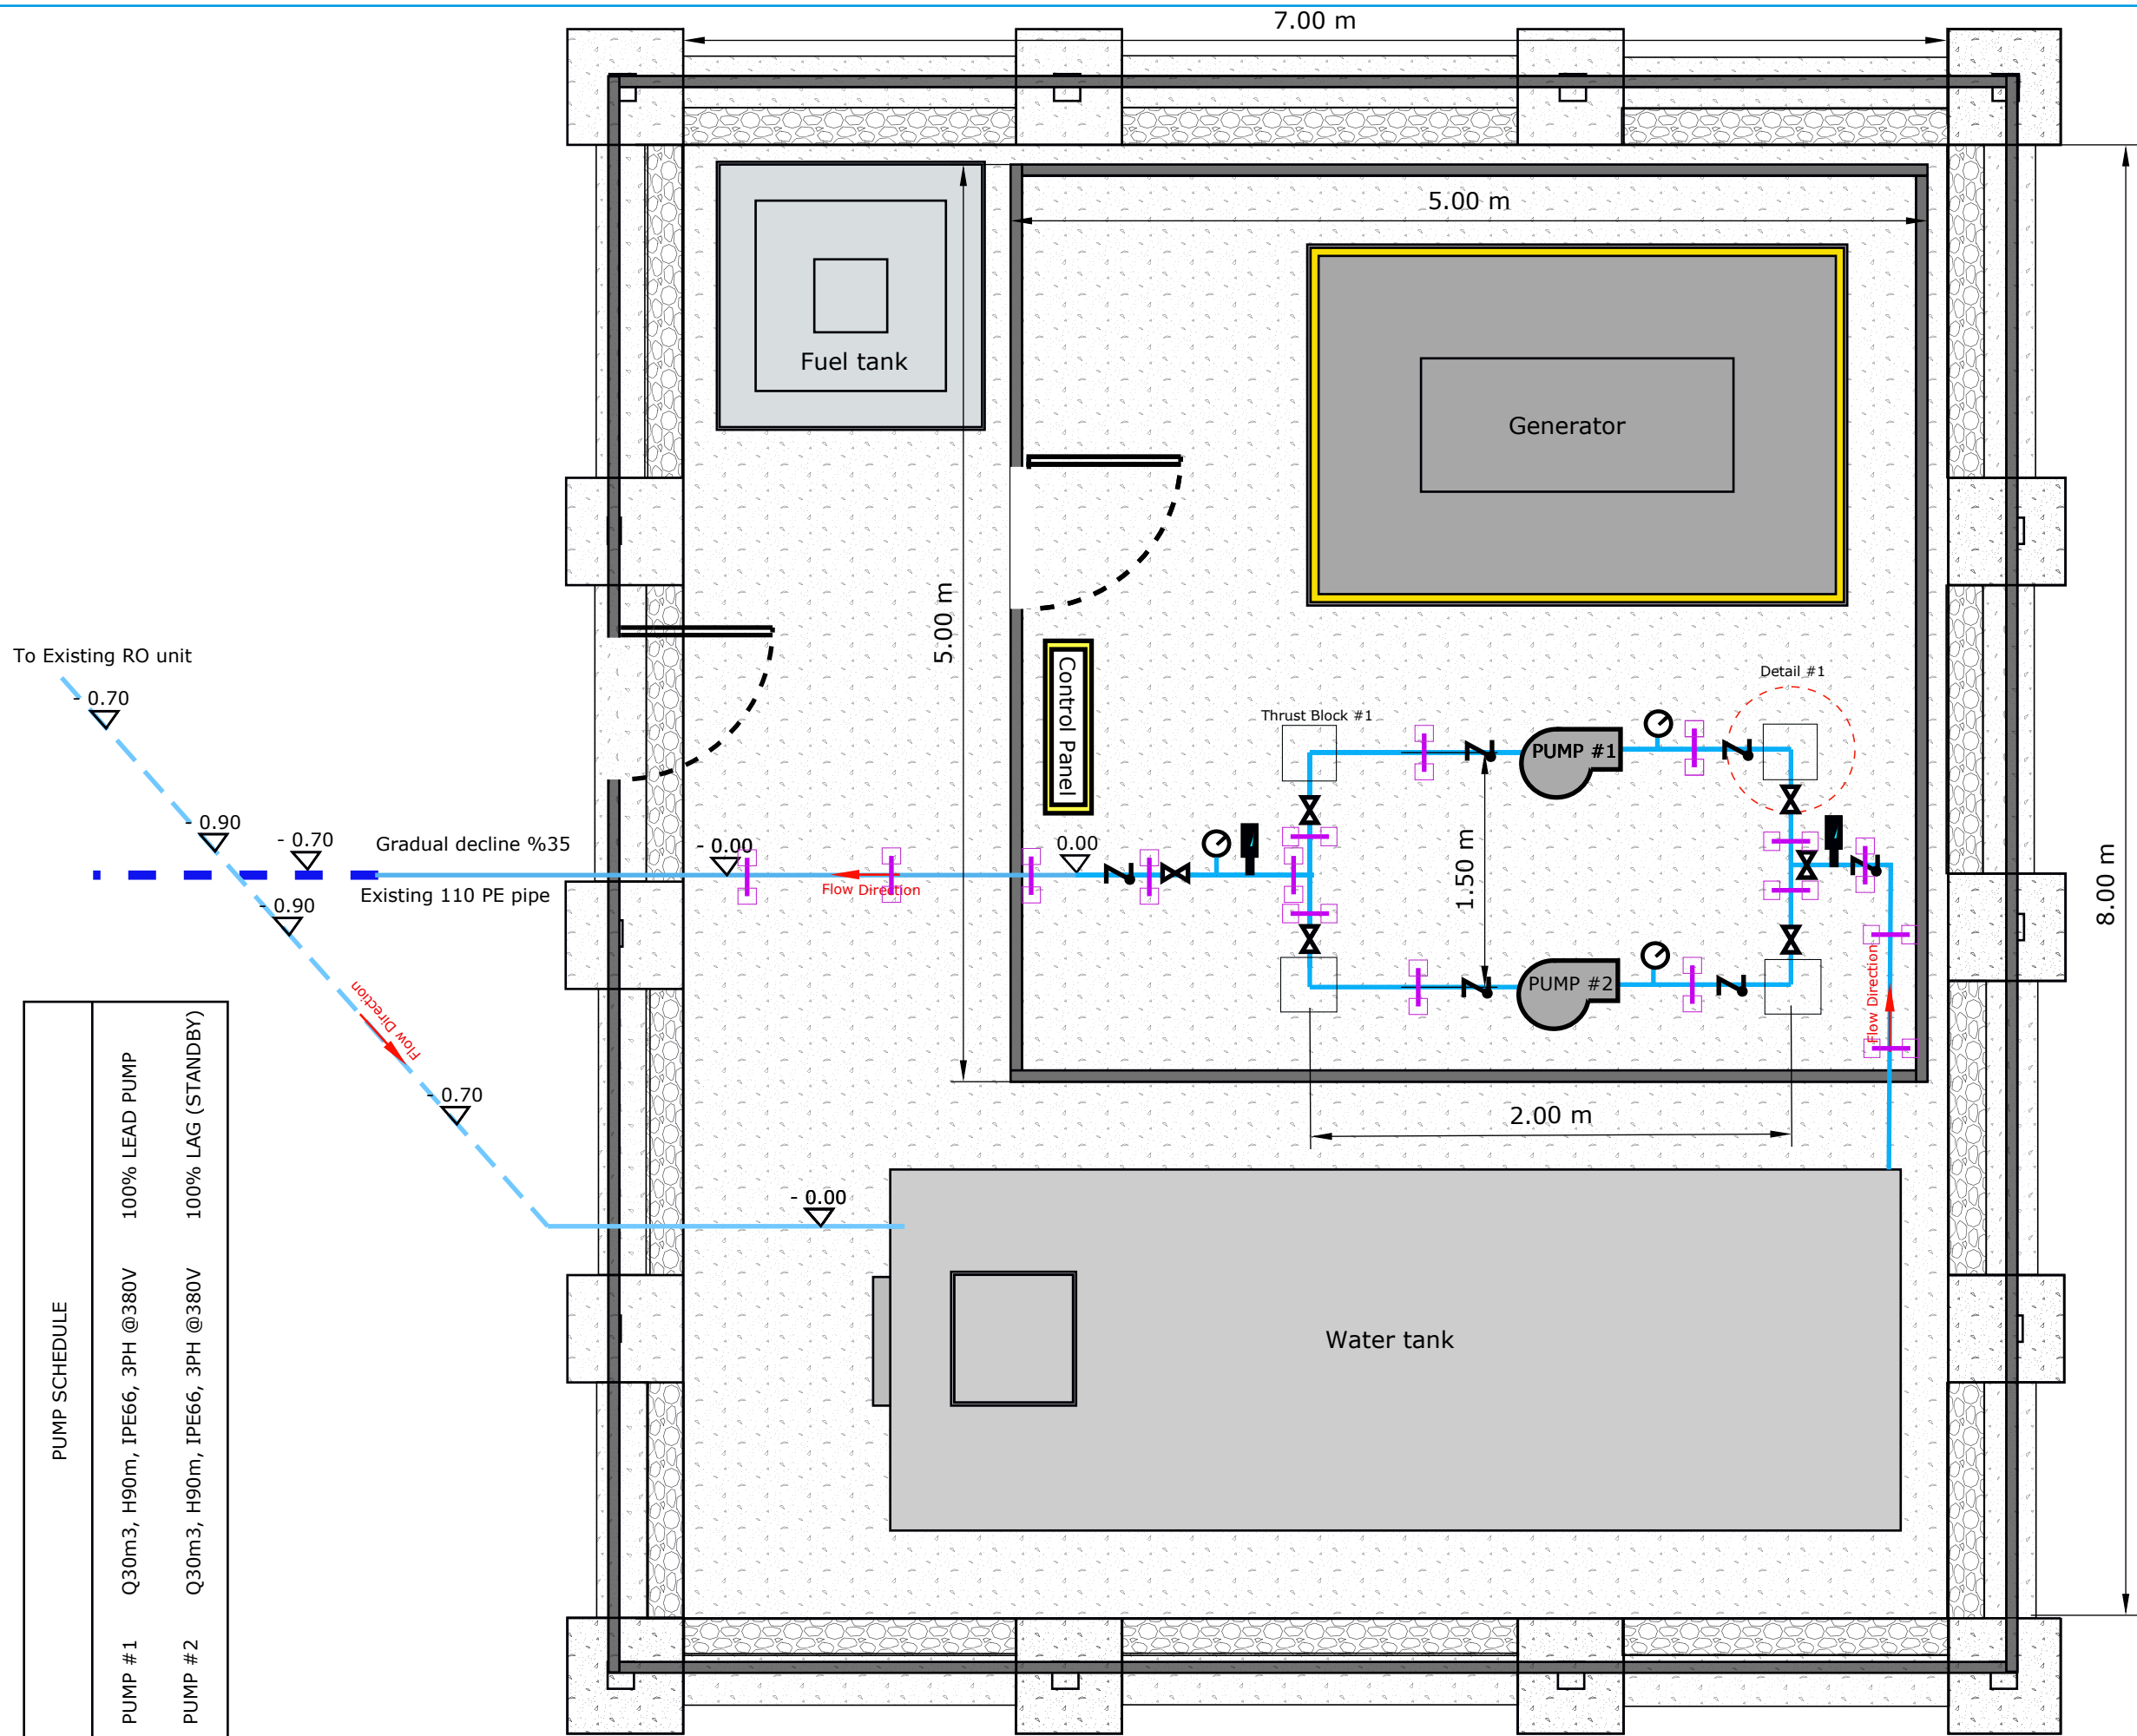 7.00 m
5.00 m
Fuel tank
Generator
5.00 m
To Existing RO unit
- 0.70
Control Panel
Detail #1
Thrust Block #1
PUMP #1
- 0.90
- 0.70
Gradual decline %35
- 0.00
0.00
1.50 m
8.00 m
Existing 110 PE pipe
Flow Direction
- 0.90
PUMP #2
Flow Direction
Flow Direction
- 0.70
2.00 m
- 0.00
Water tank
PUMP SCHEDULE
PUMP #1 Q30m3, H90m, IPE66, 3PH @380V 100% LEAD PUMP
PUMP #2 Q30m3, H90m, IPE66, 3PH @380V 100% LAG (STANDBY)